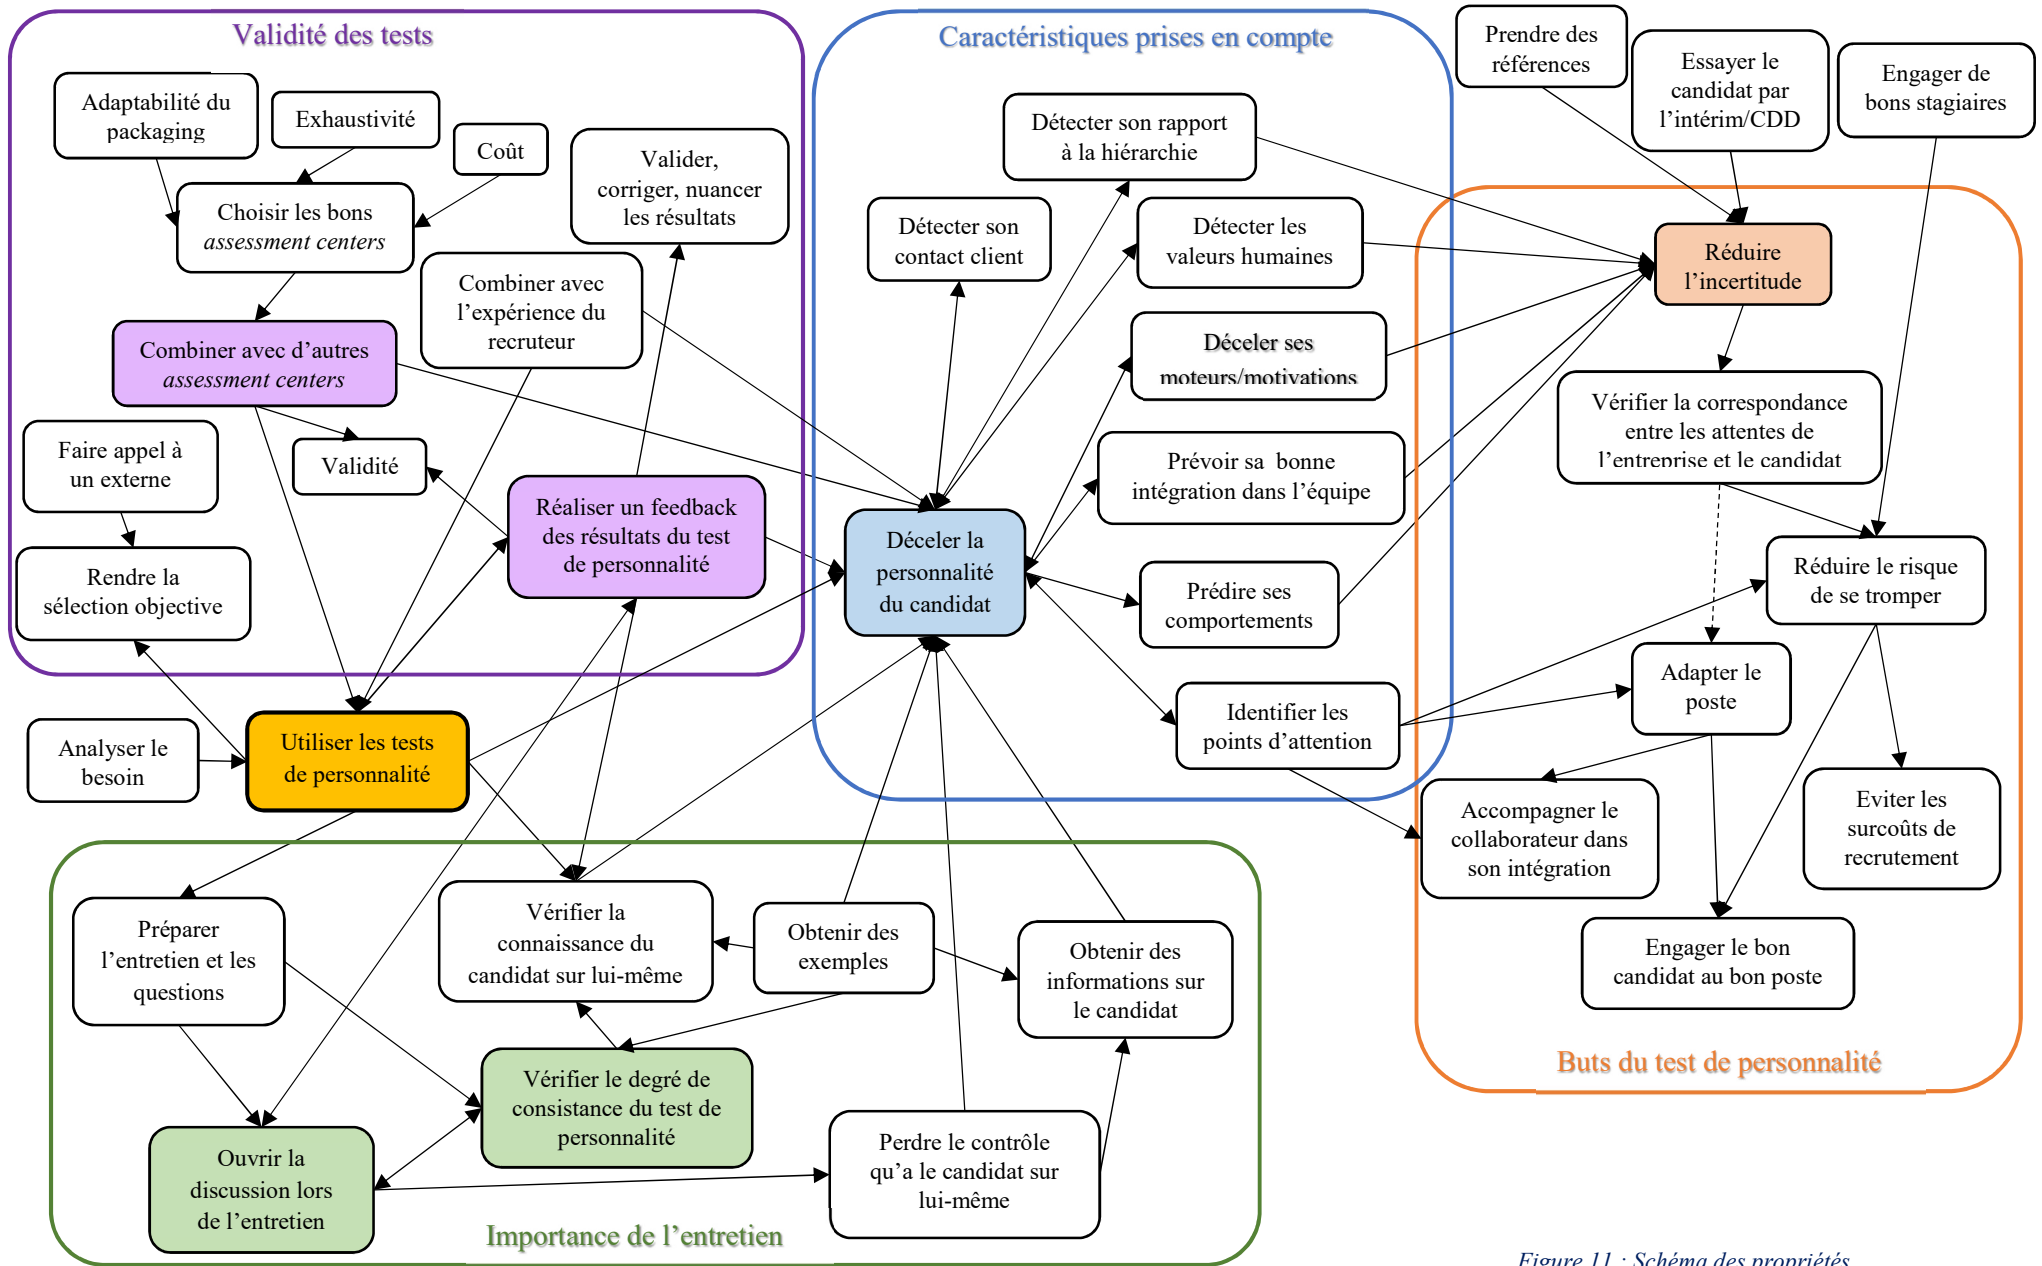 Validité des tests
Adaptabilité du
packaging
Exhaustivité
Coût
Valider,
corriger, nuancer
les résultats
Choisir les bons
assessment centers
Combiner avec
l’expérience du
recruteur
Combiner avec d’autres
assessment centers
Faire appel à
un externe
Validité
Réaliser un feedback
des résultats du test
de personnalité
Rendre la
sélection objective
Analyser le
besoin
Utiliser les tests
de personnalité
Caractéristiques prises en compte
Détecter son rapport
à la hiérarchie
Détecter son
contact client
Détecter les
valeurs humaines
Déceler ses
moteurs/motivations
Prévoir sa  bonne
intégration dans l’équipe
Déceler la
personnalité
du candidat
Prédire ses
comportements
Identifier les
points d’attention
Prendre des
références
Essayer le
candidat par
l’intérim/CDD
Engager de
bons stagiaires
Réduire
l’incertitude
Vérifier la correspondance
entre les attentes de
l’entreprise et le candidat
Réduire le risque
de se tromper
Adapter le
poste
Accompagner le
collaborateur dans
son intégration
Eviter les
surcoûts de
recrutement
Engager le bon
candidat au bon poste
Buts du test de personnalité
Préparer
l’entretien et les
questions
Vérifier la
connaissance du
candidat sur lui-même
Obtenir des
exemples
Obtenir des
informations sur
le candidat
Vérifier le degré de
consistance du test de
personnalité
Ouvrir la
discussion lors
de l’entretien
Perdre le contrôle
qu’a le candidat sur
lui-même
Importance de l’entretien
Figure 11 : Schéma des propriétés